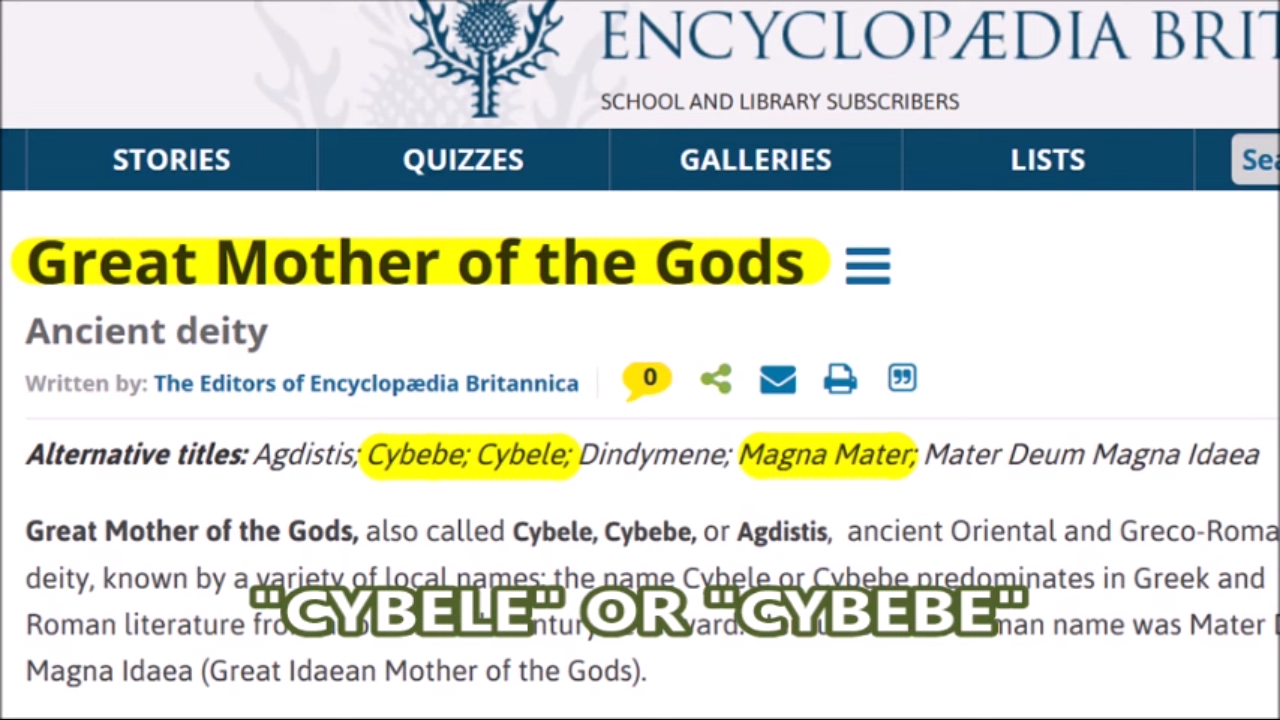 ENCYCLOPÆDIA BRIT
SCHOOL AND LIBRARY SUBSCRIBERS
STORIES QUIZZES GALLERIES LISTS Sea
Great Mother of the Gods
Ancient deity
Written by: The Editors of Encyclopædia Britannica 0
Alternative titles: Agdistis; Cybebe; Cybele; Dindymene; Magna Mater; Mater Deum Magna Idaea
Great Mother of the Gods, also called Cybele, Cybebe, or Agdistis, ancient Oriental and Greco-Roma
deity, known by a variety of local names; the name Cybele or Cybebe predominates in Greek and
"CYBELE" OR "CYBEBE"
Roman literature name was Mater
Magna Idaea (Great Idaean Mother of the Gods).